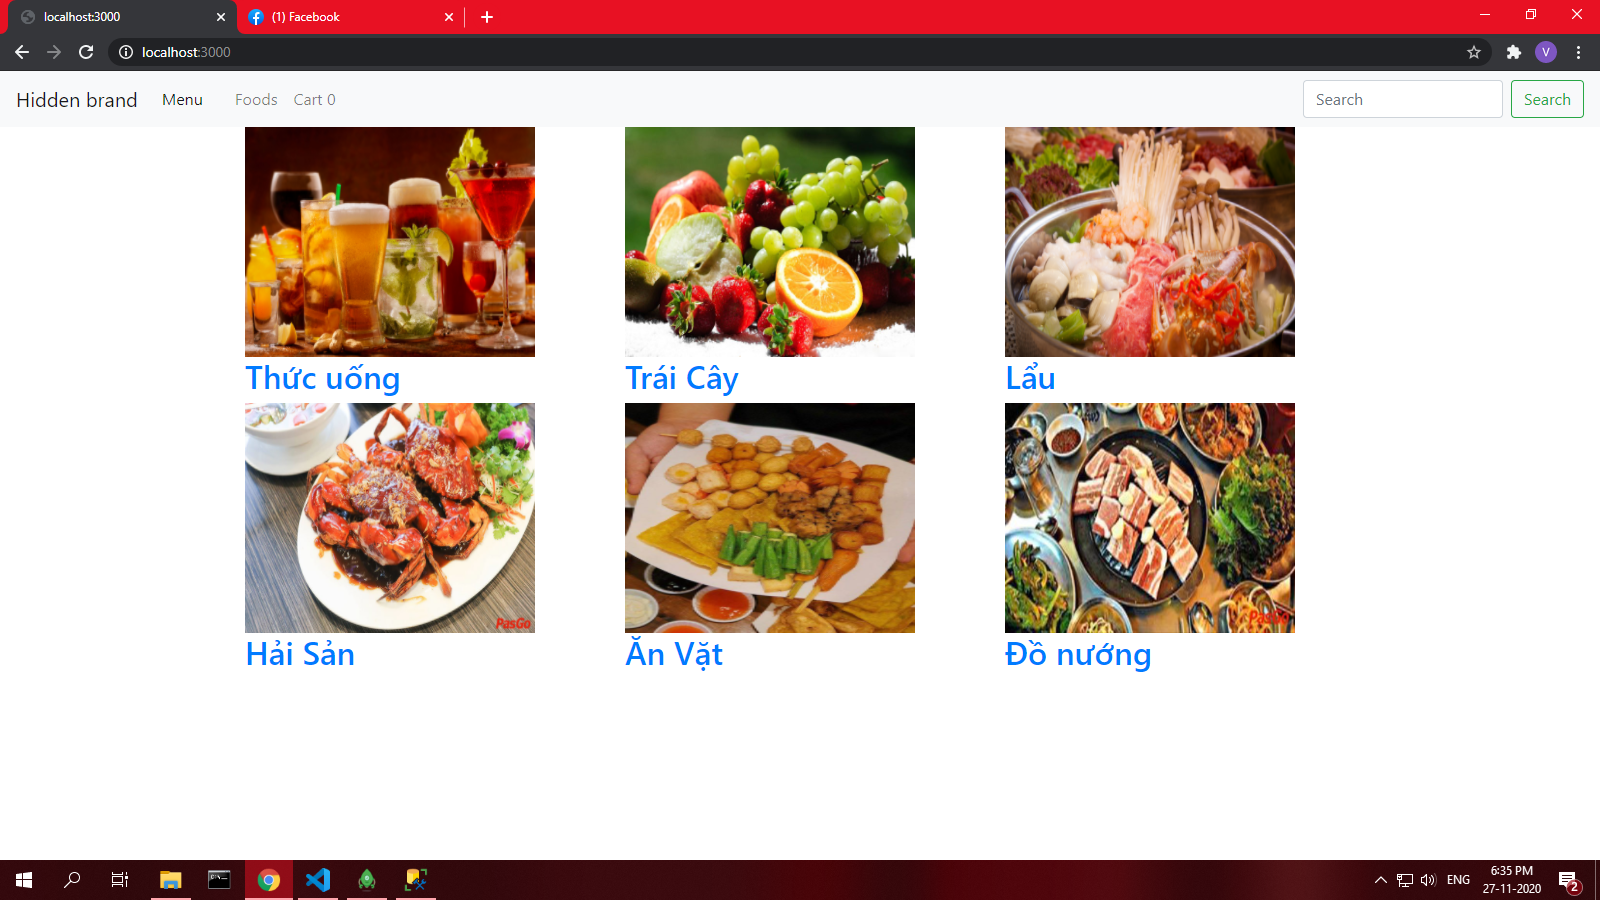 localhost:3000
(1) Facebook
localhost:3000
V
Hidden brand Menu Foods Cart 0 Search Search
Thức uống Trái Cây Lẩu
PasGo PasGo
Hải Sản Ăn Vặt Đồ nướng
ENG
6:35 PM
27-11-2020
2